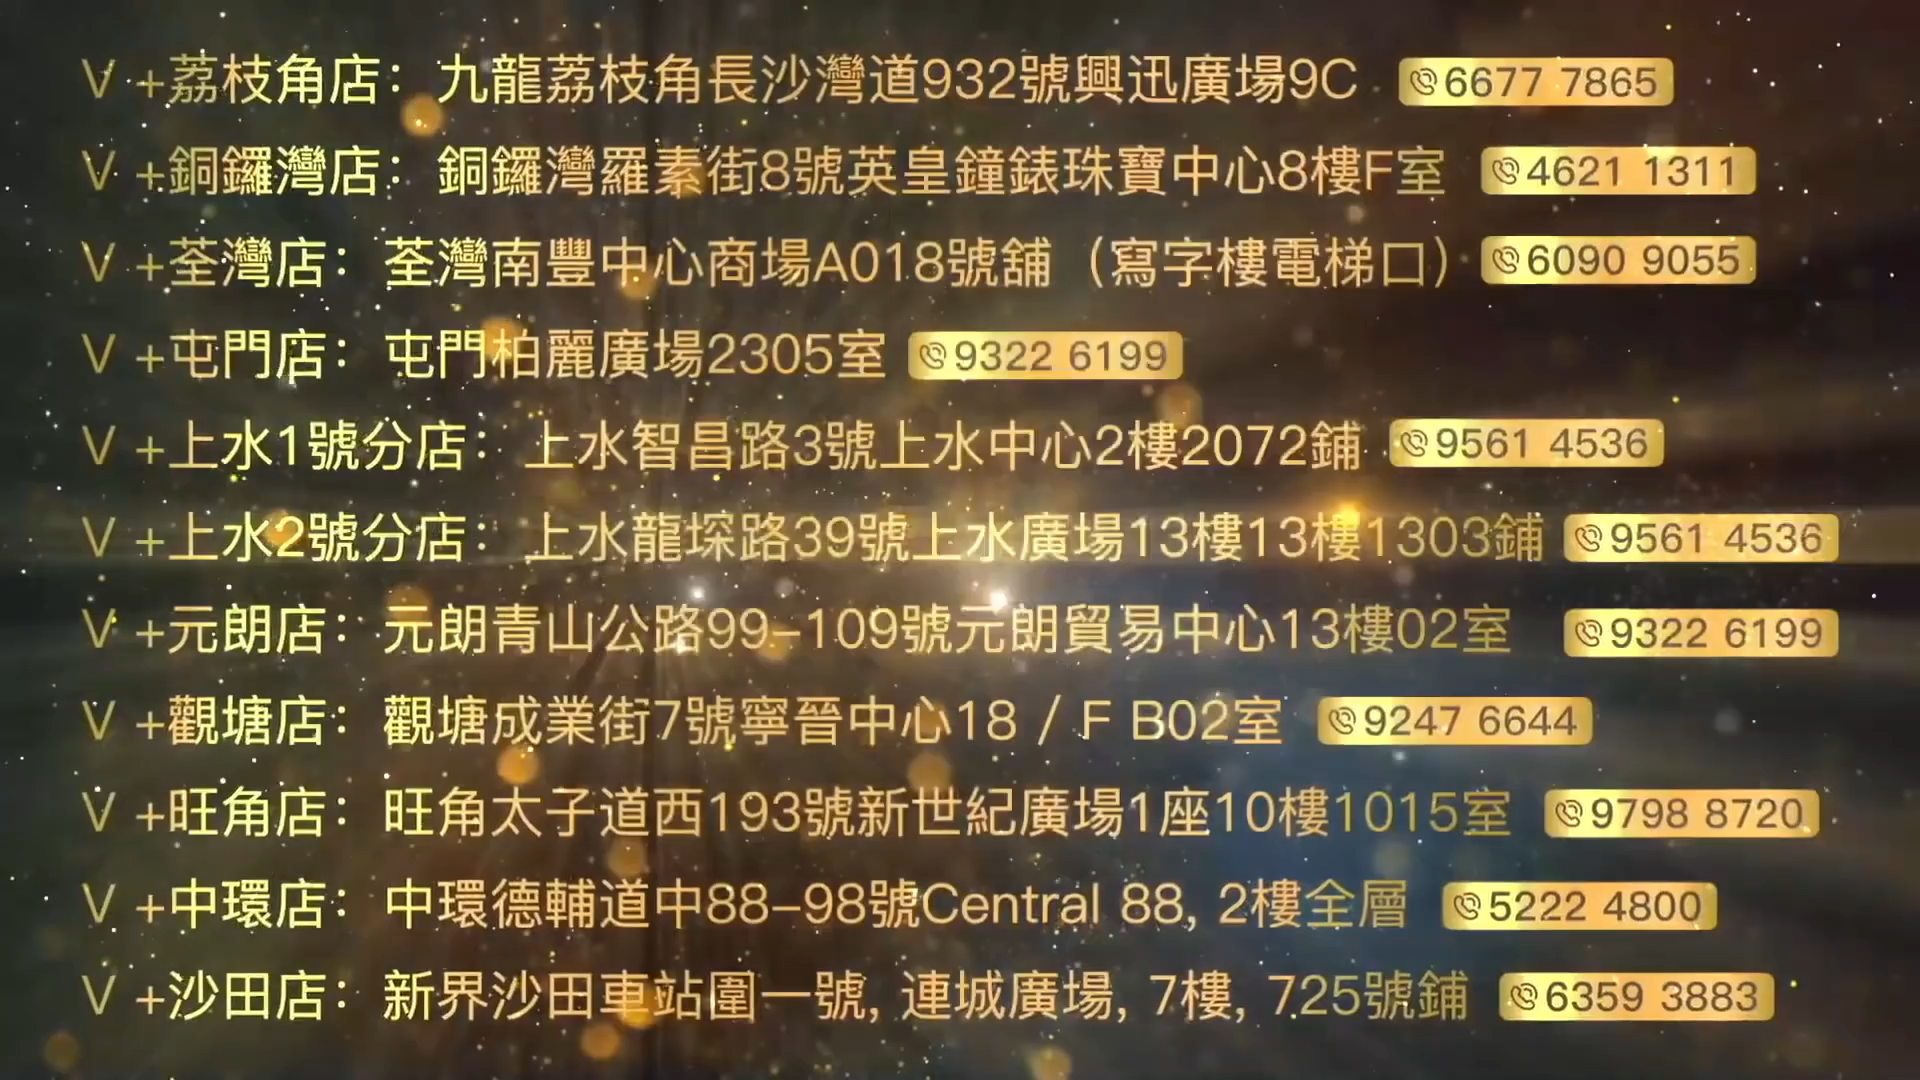 V +荔枝角店：九龍荔枝角長沙灣道932號興迅廣場9C 6677 7865
V +銅鑼灣店：銅鑼灣羅素街8號英皇鐘錶珠寶中心8樓F室 4621 1311
V +荃灣店：荃灣南豐中心商場A018號舖（寫字樓電梯口） 6090 9055
V +屯門店：屯門柏麗廣場2305室 9322 6199
V +上水1號分店：上水智昌路3號上水中心2樓2072鋪 9561 4536
V +上水2號分店：上水龍堔路39號上水廣場13樓13樓1303鋪 9561 4536
V +元朗店：元朗青山公路99-109號元朗貿易中心13樓02室 9322 6199
V +觀塘店：觀塘成業街7號寧晉中心18 / F B02室 9247 6644
V +旺角店：旺角太子道西193號新世紀廣場1座10樓1015室 9798 8720
V +中環店：中環德輔道中88-98號Central 88, 2樓全層 5222 4800
V +沙田店：新界沙田車站圍一號, 連城廣場, 7樓, 725號鋪 6359 3883